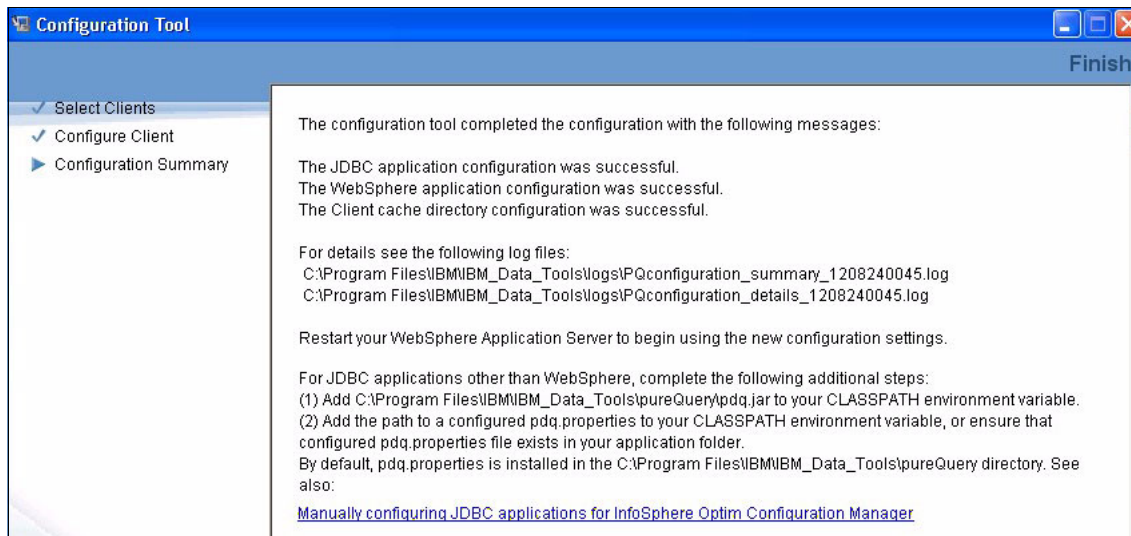 Configuration Tool
Finish
Select Clients
Configure Client
Configuration Summary
The configuration tool completed the configuration with the following messages:
The JDBC application configuration was successful.
The WebSphere application configuration was successful.
The Client cache directory configuration was successful.
For details see the following log files:
C:\Program Files\IBM\IBM_Data_Tools\logs\PQconfiguration_summary_1208240045.log
C:\Program Files\IBM\IBM_Data_Tools\logs\PQconfiguration_details_1208240045.log
Restart your WebSphere Application Server to begin using the new configuration settings.
For JDBC applications other than WebSphere, complete the following additional steps:
(1) Add C:\Program Files\IBM\IBM_Data_Tools\pureQuery\pdq.jar to your CLASSPATH environment variable.
(2) Add the path to a configured pdq.properties to your CLASSPATH environment variable, or ensure that
configured pdq.properties file exists in your application folder.
By default, pdq.properties is installed in the C:\Program Files\IBM\IBM_Data_Tools\pureQuery directory. See
also:
Manually configuring JDBC applications for InfoSphere Optim Configuration Manager